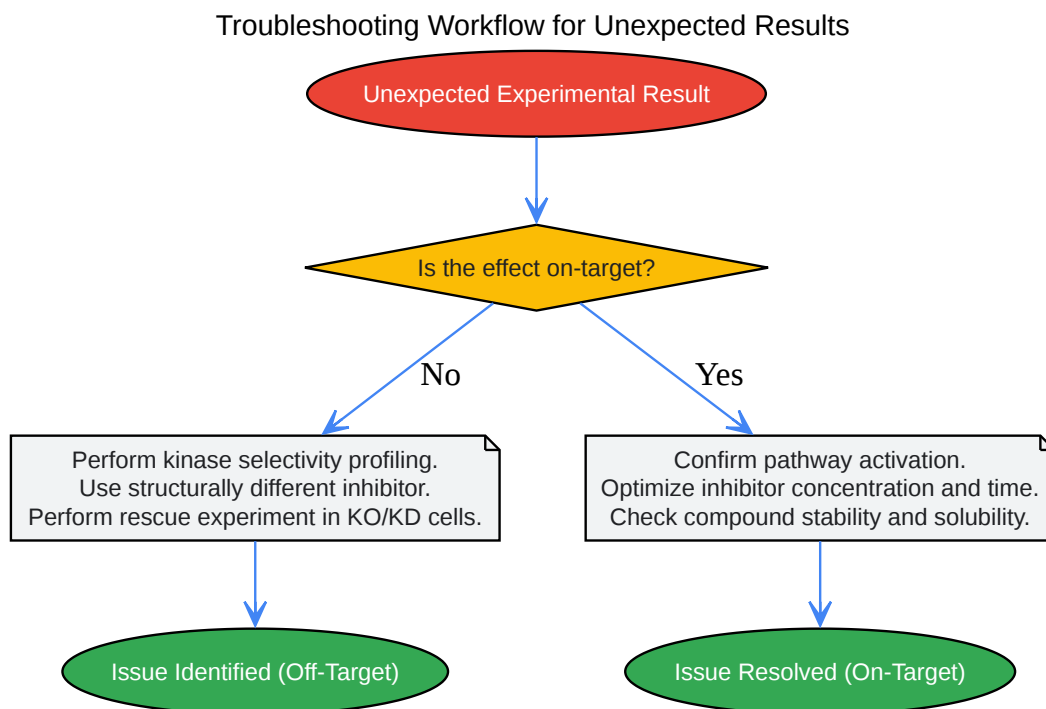 Troubleshooting Workflow for Unexpected Results
Unexpected Experimental Result
Is the effect on-target?
No
Yes
Perform kinase selectivity profiling.
Use structurally different inhibitor.
Perform rescue experiment in KO/KD cells.
Confirm pathway activation.
Optimize inhibitor concentration and time.
Check compound stability and solubility.
Issue Identified (Off-Target)
Issue Resolved (On-Target)